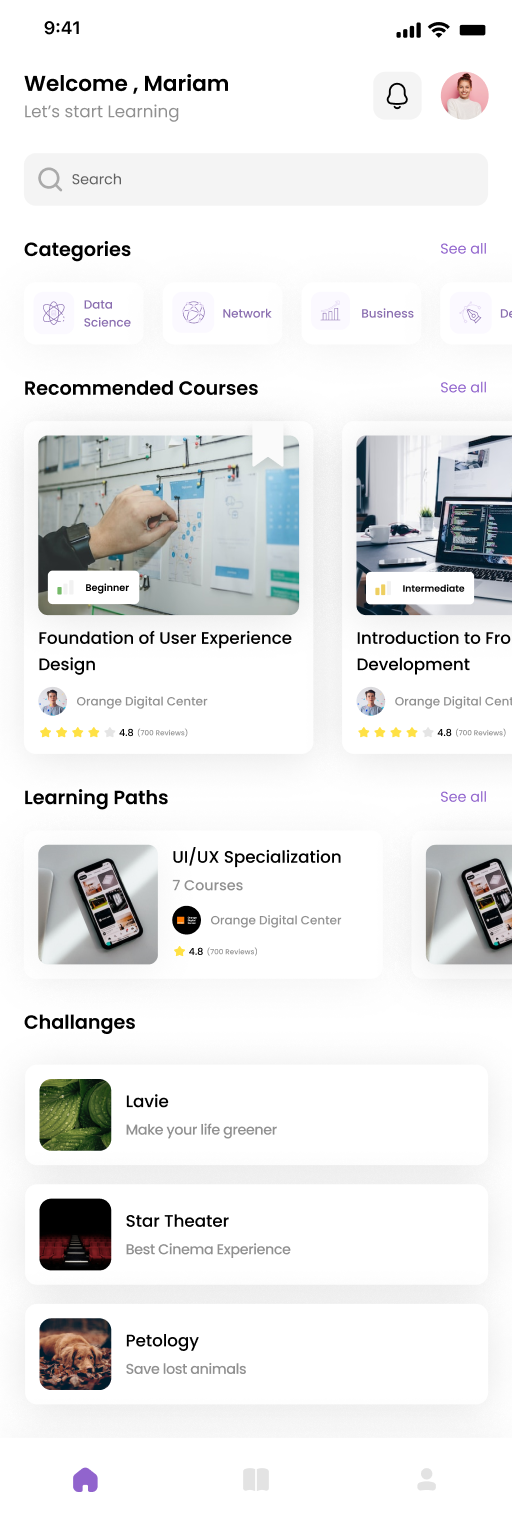 9:41
Welcome , Mariam
Let's start Learning
Search
Categories
See all
Data
Science
Network
Business
De
Recommended Courses
See all
Beginner
Foundation of User Experience
Design
Orange Digital Center
4.8 (700 Reviews)
Intermediate
Introduction to Fro
Development
Orange Digital Cent
4.8 (700 Reviews)
Learning Paths
See all
UI/UX Specialization
7 Courses
Orange Digital Center
4.8 (700 Reviews)
Challanges
Lavie
Make your life greener
Star Theater
Best Cinema Experience
Petology
Save lost animals